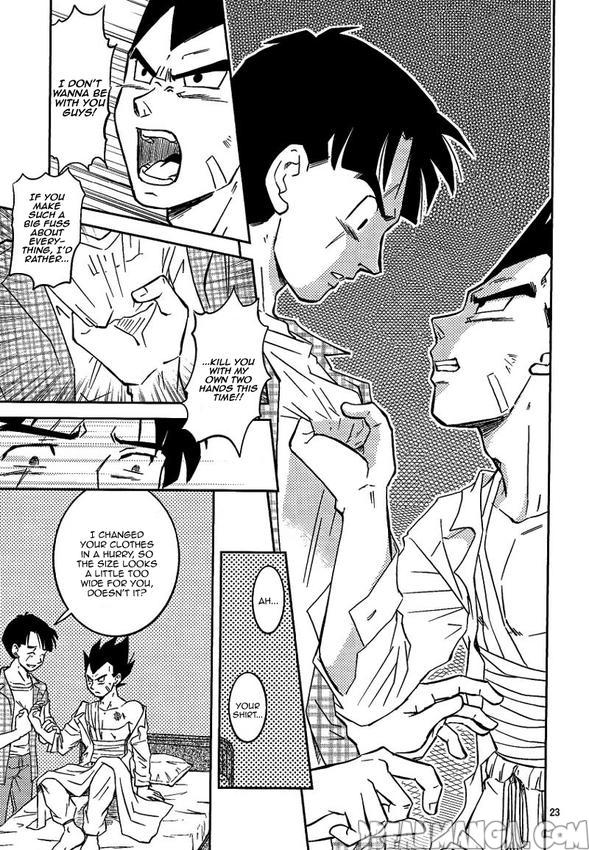 I DON'T
WANNA BE
WITH YOU
GUYS!
IF YOU
MAKE
SUCH A
BIG FUSS
ABOUT
EVERY-
THING, I'D
RATHER...
...KILL YOU
WITH MY
OWN TWO
HANDS THIS
TIME!!
AH...
YOUR
SHIRT...
I CHANGED
YOUR CLOTHES
IN A HURRY, SO
THE SIZE LOOKS
A LITTLE TOO
WIDE FOR YOU,
DOESN'T IT?
23